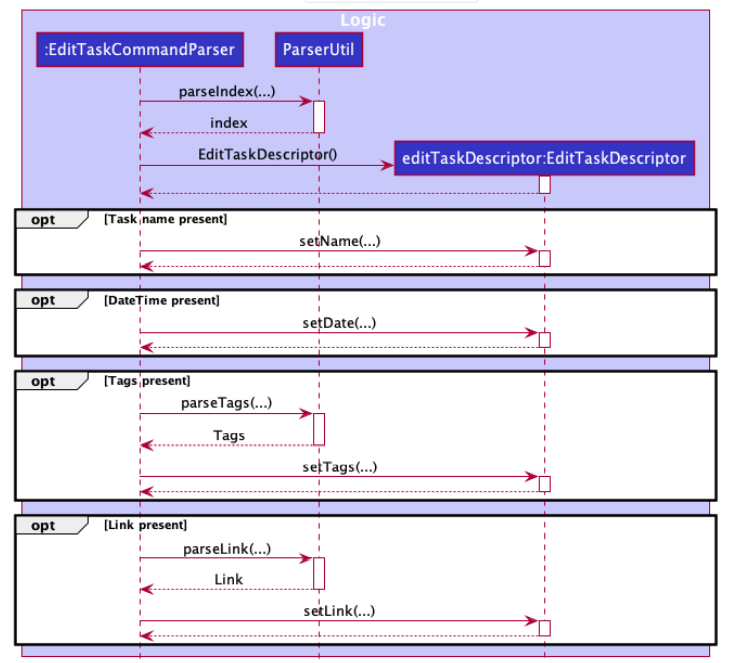 Logic
:EditTaskCommandParser
ParserUtil
parseIndex(...)
index
EditTaskDescriptor()
editTaskDescriptor:EditTaskDescriptor
opt
[Task name present]
setName(...)
opt
[DateTime present]
setDate(...)
opt
[Tags present]
parseTags(...)
Tags
setTags(...)
opt
[Link present]
parseLink(...)
Link
setLink(...)